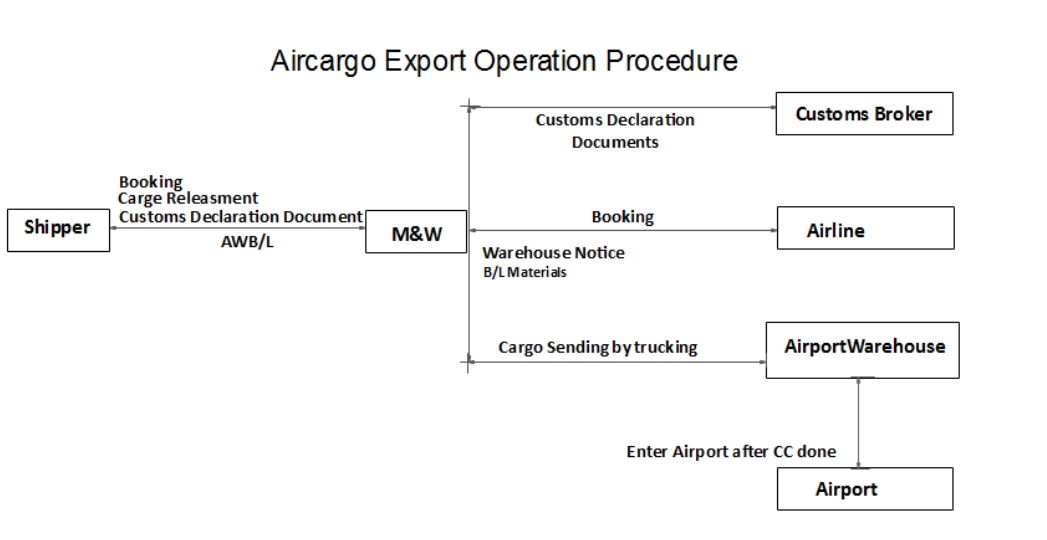 Aircargo Export Operation Procedure
Customs Broker
Customs Declaration
Documents
Booking
Carge Releasment
Customs Declaration Document
Shipper
AWB/L
M&W
Booking
Airline
Warehouse Notice
B/L Materials
Cargo Sending by trucking
AirportWarehouse
Enter Airport after CC done
Airport